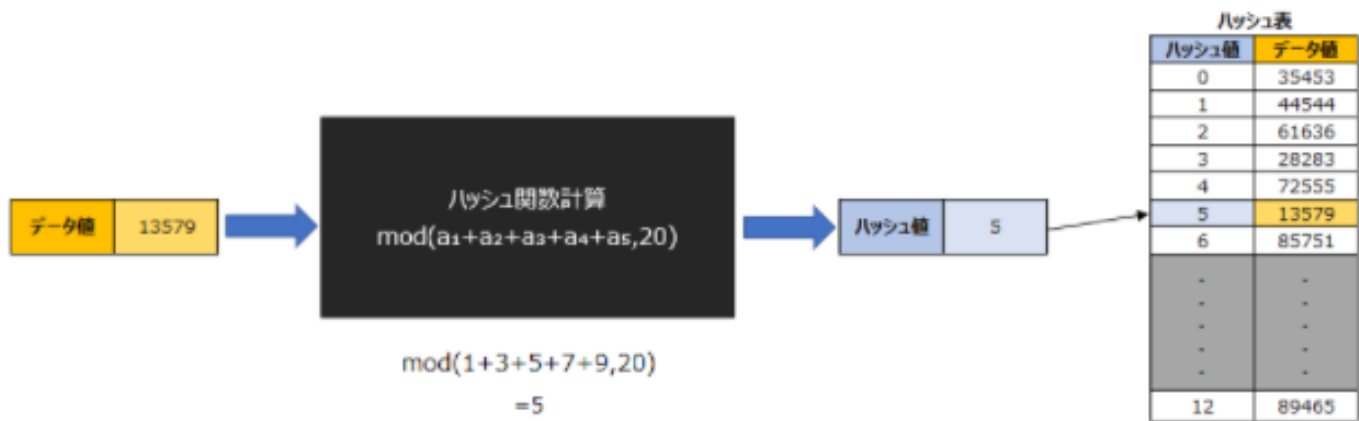 ハッシュ表
ハッシュ値 データ値
0 35453
1 44544
2 61636
3 28283
4 72555
5 13579
6 85751
- -
- -
- -
- -
- -
12 89465
データ値 13579
ハッシュ関数計算
mod(a₁+a₂+a₃+a₄+a₅,20)
ハッシュ値 5
mod(1+3+5+7+9,20)
=5